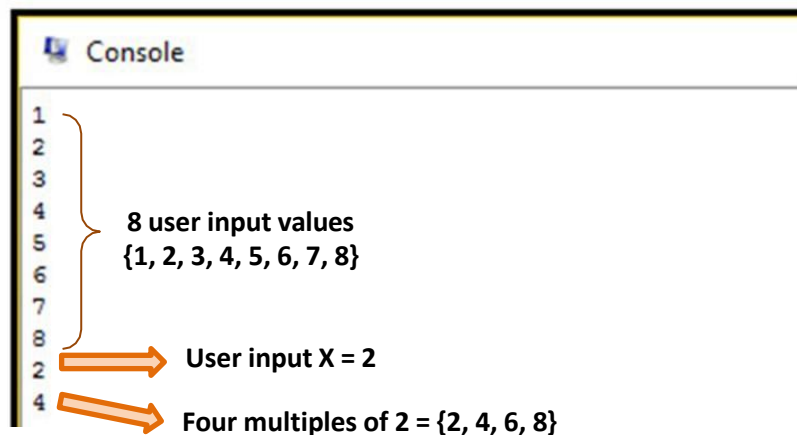 Console
1
2
3
4
5
6
7
8
8 user input values
{1, 2, 3, 4, 5, 6, 7, 8}
2
User input X = 2
4
Four multiples of 2 = {2, 4, 6, 8}